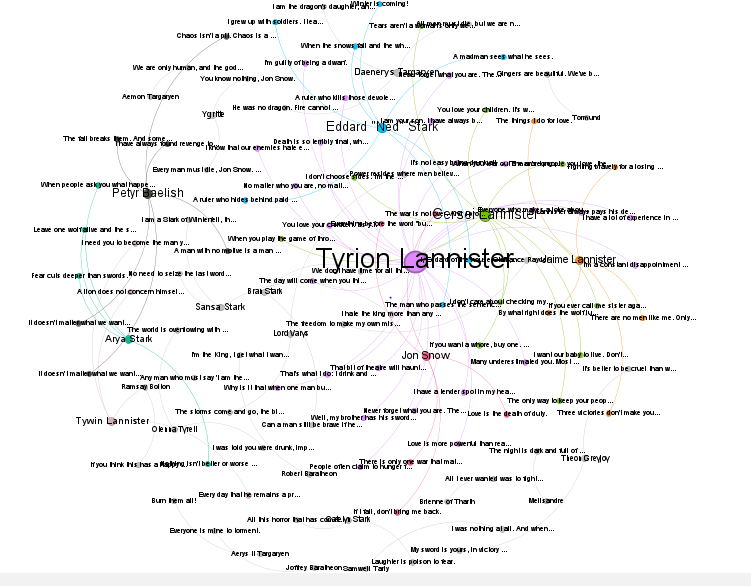 I am the dragon's daughter, an...
Winter is coming!
I grew up with soldiers. I lea...
Tears aren't a woman's only we...
All men must die, but we are n...
Chaos isn't a pit. Chaos is a ...
When the snows fall and the wh...
A madman sees what he sees.
We are only human, and the god...
I'm guilty of being a dwarf.
Daenerys Targaryen
Never forget what you are. The...
Fingers are beautiful. We've b...
You know nothing, Jon Snow.
Aemon Targaryen
A ruler who kills those devote...
He was no dragon. Fire cannot ...
Ygritte
You love your children. It's w...
I am your son. I have always b...
The things I do for love.
Tormund
Eddard "Ned" Stark
The fall breaks them. And some...
I have always found revenge to...
I know that our enemies hate e...
Death is so terribly final, wh...
Every man must die, Jon Snow. ...
I don't choose sides. I'm the ...
Power resides where men believ...
It's not easy being drunk all
fighting bravely for a losing ...
When people ask you what happe...
Petyr Baelish
No matter who you are, no mati...
A ruler who hides behind paid ...
I am a Stark of Winterfell, I'm...
You love your
Everything before the word "bu...
The war is not
Cersei Lannister
Everyone who makes a joke abou
Lannister always pays his de...
I have a lot of experience in ...
Leave one wolf alive and the s...
I need you to become the man y...
When you play the game of thro...
A man with no motive is a man ...
Tyrion Lannister
Jaime Lannister
I'm a constant disappointment ...
Fear cuts deeper than swords.
No need to seize the last word...
We don't have time for all thi...
The day will come when you thi...
A lion does not concern himsel...
Bran Stark
Sansa Stark
The man who passes the sentenc...
I don't care about checking my
I hate the king more than any ...
If you ever call me sister aga...
By what right does the wolf ju...
There are no men like me. Only...
It doesn't matter what we want...
The world is overflowing with ...
The freedom to make my own mis...
Lord Varys
Arya Stark
If you want a whore, buy one. ...
I'm the King, I get what I wan...
Jon Snow
I want our baby to live. Don't...
Many underestimated you. Most ...
It's better to be cruel than w...
It doesn't matter what we want...
Any man who must say 'I am the...
That's what I do: I drink and ...
That bit of theatre will haunt...
Ramsay Bolton
Why is it that when one man bu...
I have a tender spot in my hea...
The only way to keep your peop...
The storms come and go, the bi...
Never forget what you are. The...
Love is the death of duty.
Three victories don't make you...
Tywin Lannister
Olenna Tyrell
Can a man still be brave if he...
Well, my brother has his sword...
I was told you were drunk, imp...
Love is more powerful than rea...
The night is dark and full of ...
If you think this has a happy...
Nothing isn't better or worse ...
People often claim to hunger t...
There is only one war that mat...
Theon Greyjoy
Robert Baratheon
All I ever wanted was to fight...
Burn them all!
Every day that he remains a pr...
Brienne of Tharth
Melisandre
If I fall, don't bring me back.
All this horror that has come
Catelyn Stark
Everyone is mine to torment.
I was nothing at all. And when...
Aerys II Targaryen
My sword is yours, in victory ...
Laughter is poison to fear.
Joffrey Baratheon
Samwell Tarly